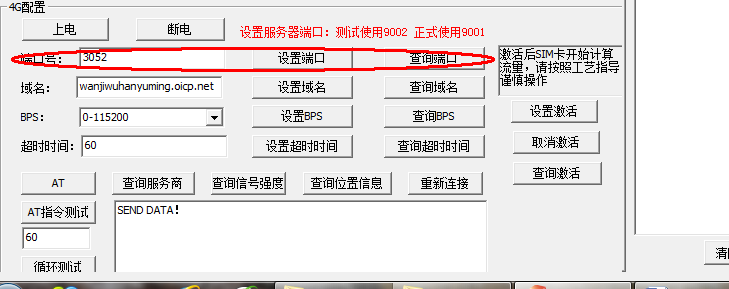 4G配置
上电
断电
设置服务器端口：测试使用9002 正式使用9001
端口号：
3052
设置端口
查询端口
激活后SIM卡开始计算
流量，请按照工艺指导
谨慎操作
域名：
wanjiwuhanyuming.oicp.net
设置域名
查询域名
设置激活
BPS：
0-115200
设置BPS
查询BPS
取消激活
超时时间：
60
设置超时时间
查询超时时间
查询激活
AT
查询服务商
查询信号强度
查询位置信息
重新连接
AT指令测试
SEND DATA！
60
循环测试